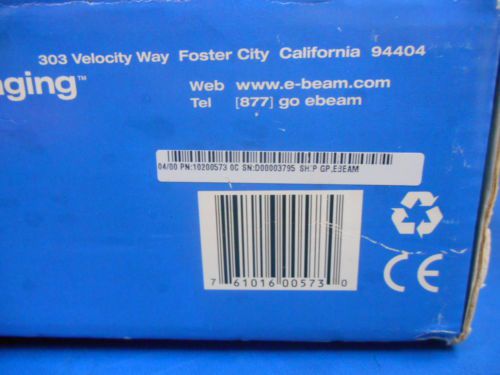 303 Velocity Way Foster City California 94404
aging™
Web www.e-beam.com
Tel [877] go ebeam
04/00 PN:10200573 0C SN:D00003795 SHIP GP,EBEAM
7 61016 00573 0
CE